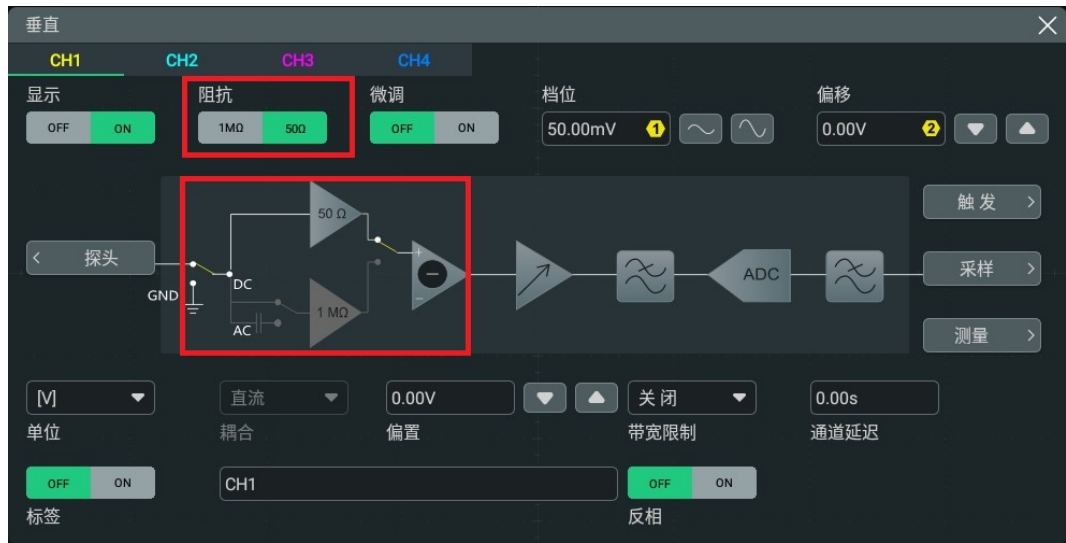 垂直
CH1 CH2 CH3 CH4
显示 阻抗 微调 档位 偏移
OFF ON 1MΩ 50Ω OFF ON 50.00mV 1 0.00V 2
50 Ω
触发 >
< 探头
+
DC
ADC
采样 >
GND
1 MΩ
AC
测量 >
[V] 直流 0.00V 关闭 0.00s
单位 耦合 偏置 带宽限制 通道延迟
OFF ON CH1 OFF ON
标签 反相